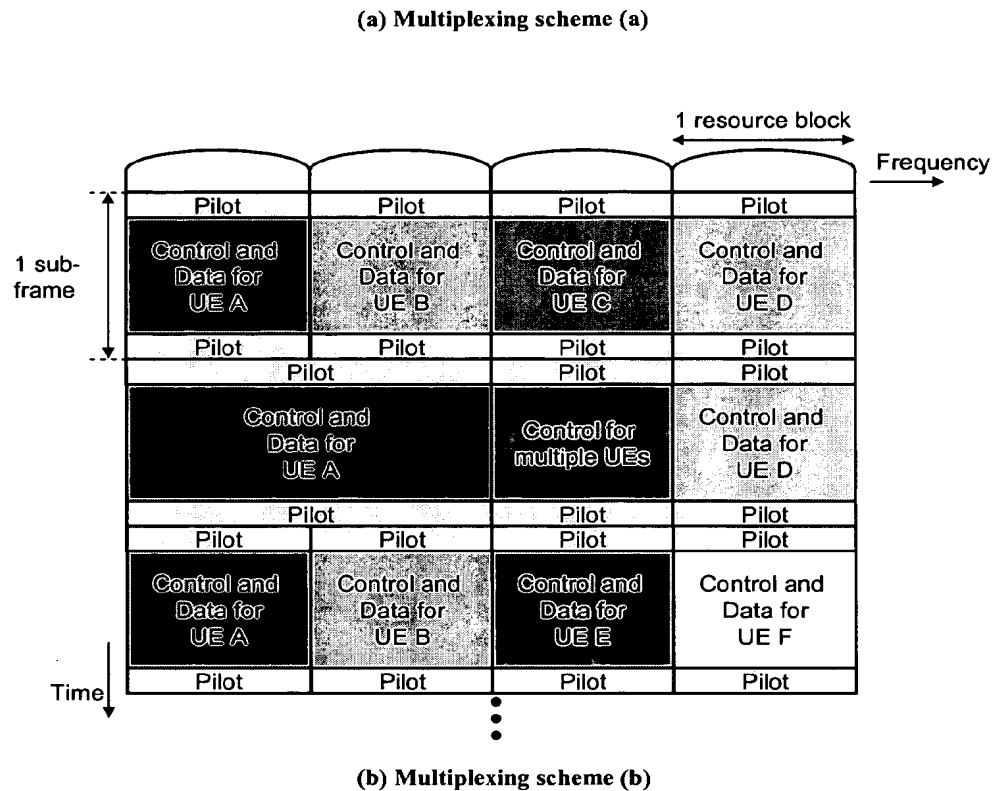 (a) Multiplexing scheme (a)
1 resource block
Frequency
Pilot Pilot Pilot Pilot
1 sub-
frame
Control and
Data for
UE A
Control and
Data for
UE B
Control and
Data for
UE C
Control and
Data for
UE D
Pilot Pilot Pilot Pilot
Pilot Pilot Pilot
Control and
Data for
UE A
Control for
multiple UEs
Control and
Data for
UE D
Pilot Pilot Pilot
Pilot Pilot Pilot Pilot
Control and
Data for
UE A
Control and
Data for
UE B
Control and
Data for
UE E
Control and
Data for
UE F
Time
Pilot Pilot Pilot Pilot
(b) Multiplexing scheme (b)